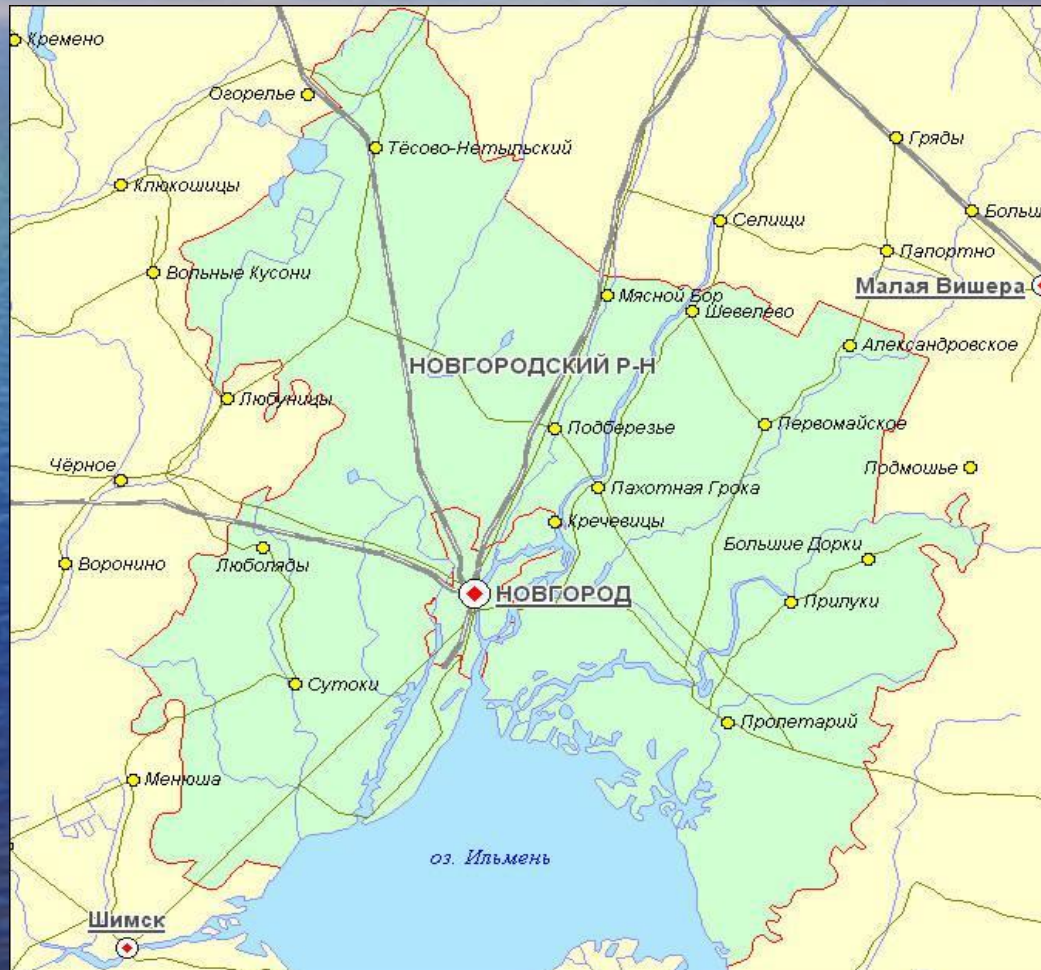 Кремено
Огорелье
Тёсово-Нетыльский
Гряды
Клюкошицы
Селищи
Больш
Папортно
Вольные Кусони
Малая Вишера
Мясной Бор
Шевелёво
Александровское
НОВГОРОДСКИЙ Р-Н
Любуницы
Подберезье
Первомайское
Чёрное
Подмошье
Пахотная Грока
Кречевицы
Большие Дорки
Воронино
Люболяды
НОВГОРОД
Прилуки
Сутоки
Пролетарий
Менюша
оз. Ильмень
Шимск